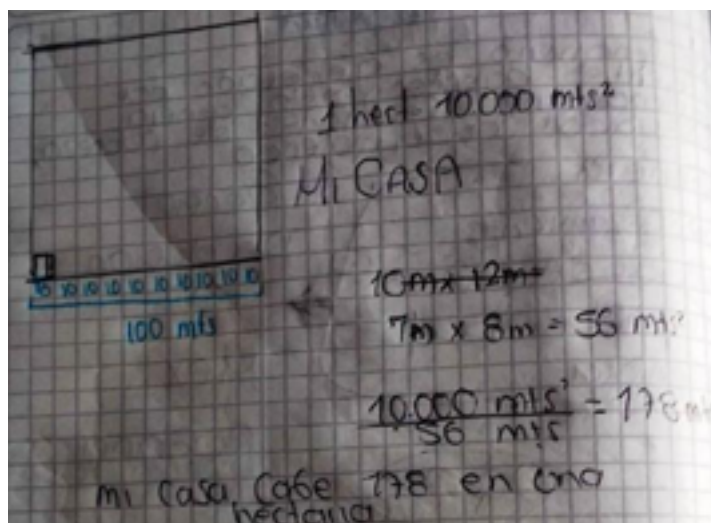 1 hect 10.000 mts²
MI CASA
10 10 10 10 10 10 10 10 10 10
100 mts
10m x 12m
7m x 8m = 56 mts²
10.000 mts² = 178 m
56 mts
mi casa cabe 178 en una
hectaria